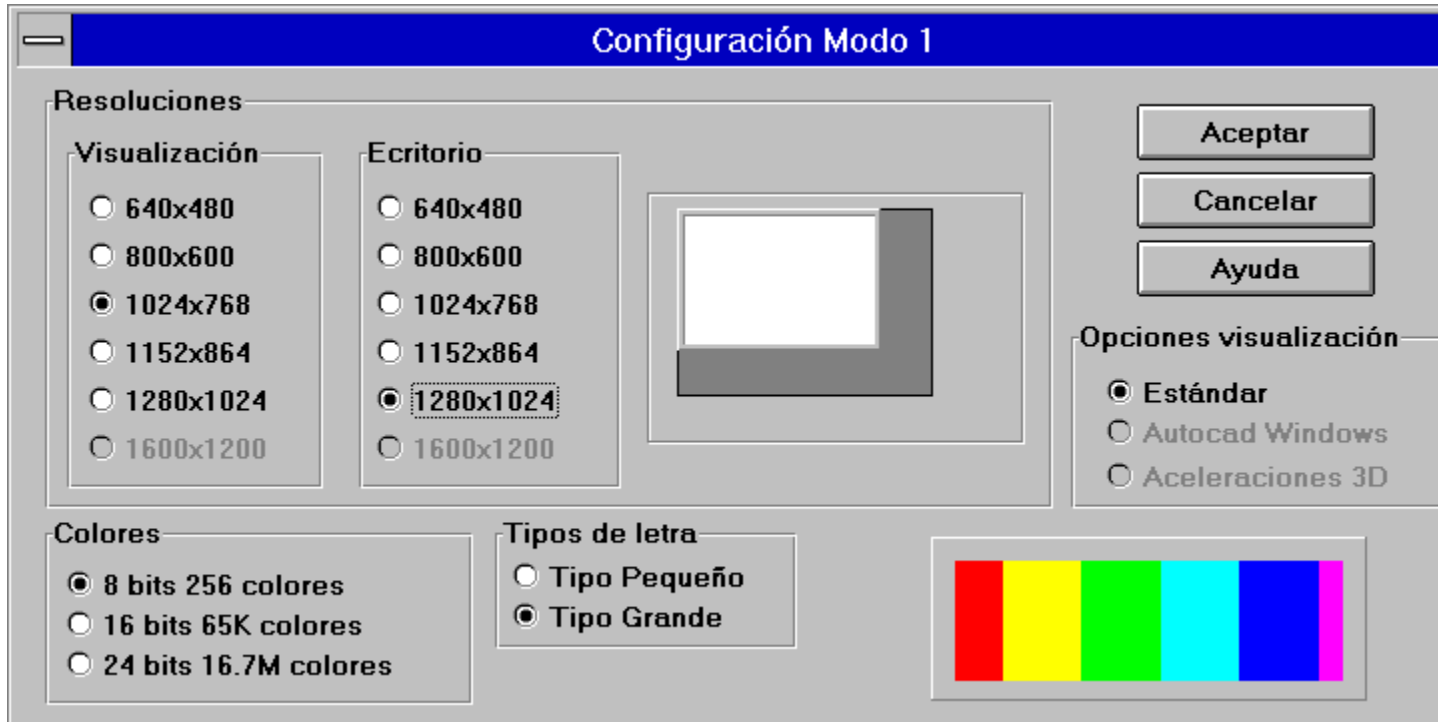 Configuración Modo 1
Resoluciones
Visualización
640x480
800x600
1024x768
1152x864
1280x1024
1600x1200
Ecritorio
640x480
800x600
1024x768
1152x864
1280x1024
1600x1200
Aceptar
Cancelar
Ayuda
Opciones visualización
Estándar
Autocad Windows
Aceleraciones 3D
Colores
8 bits 256 colores
16 bits 65K colores
24 bits 16.7M colores
Tipos de letra
Tipo Pequeño
Tipo Grande